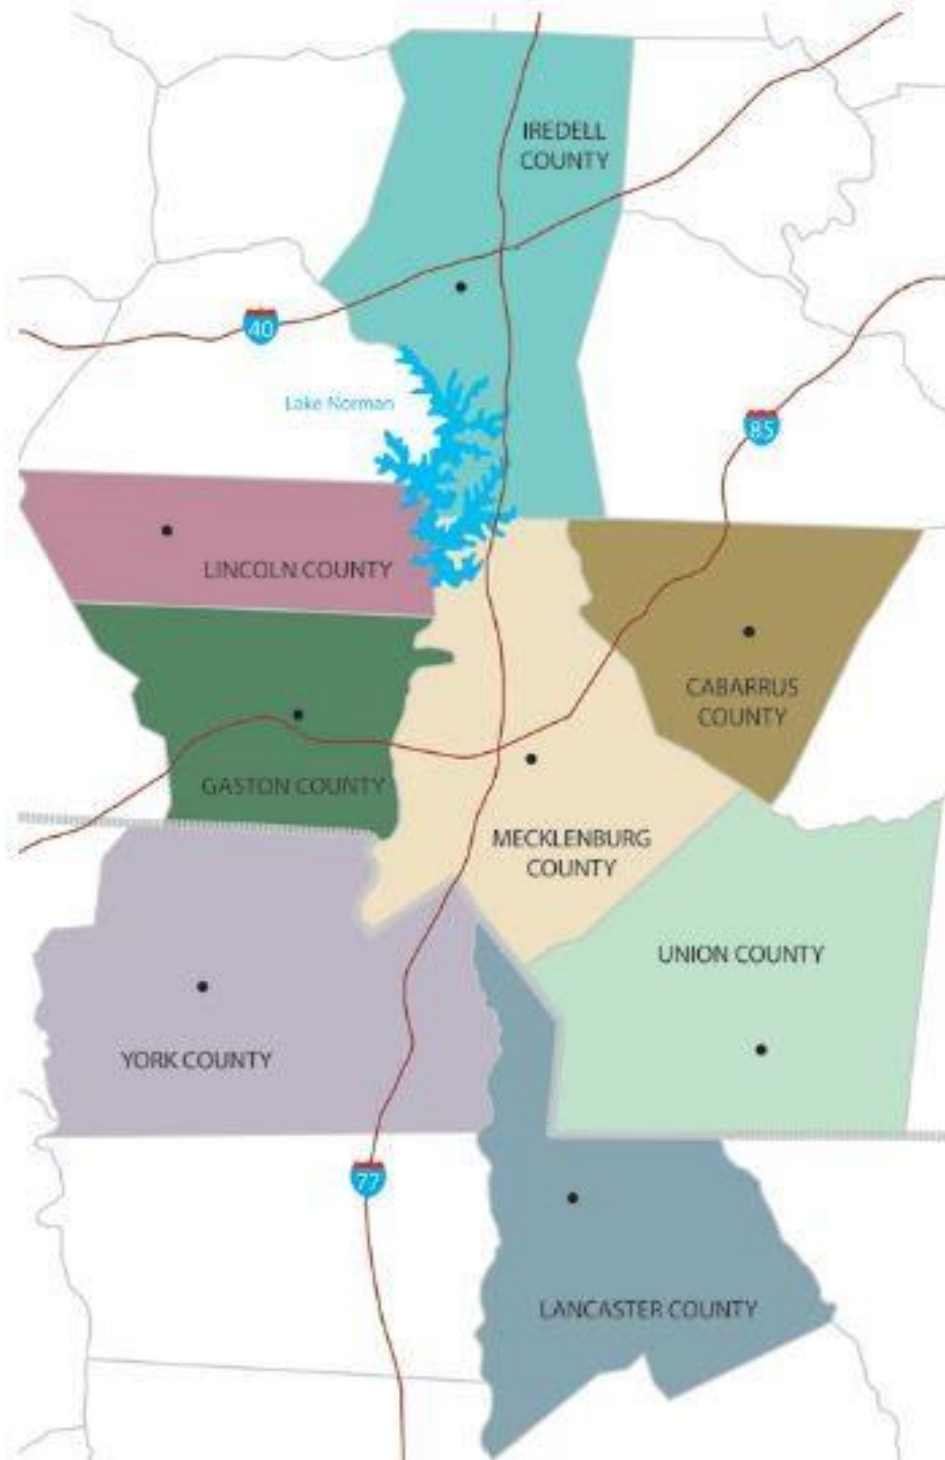 IREDELL
COUNTY
40
Lake Norman
85
LINCOLN COUNTY
CABARRUS
COUNTY
GASTON COUNTY
MECKLENBURG
COUNTY
UNION COUNTY
YORK COUNTY
77
LANCASTER COUNTY